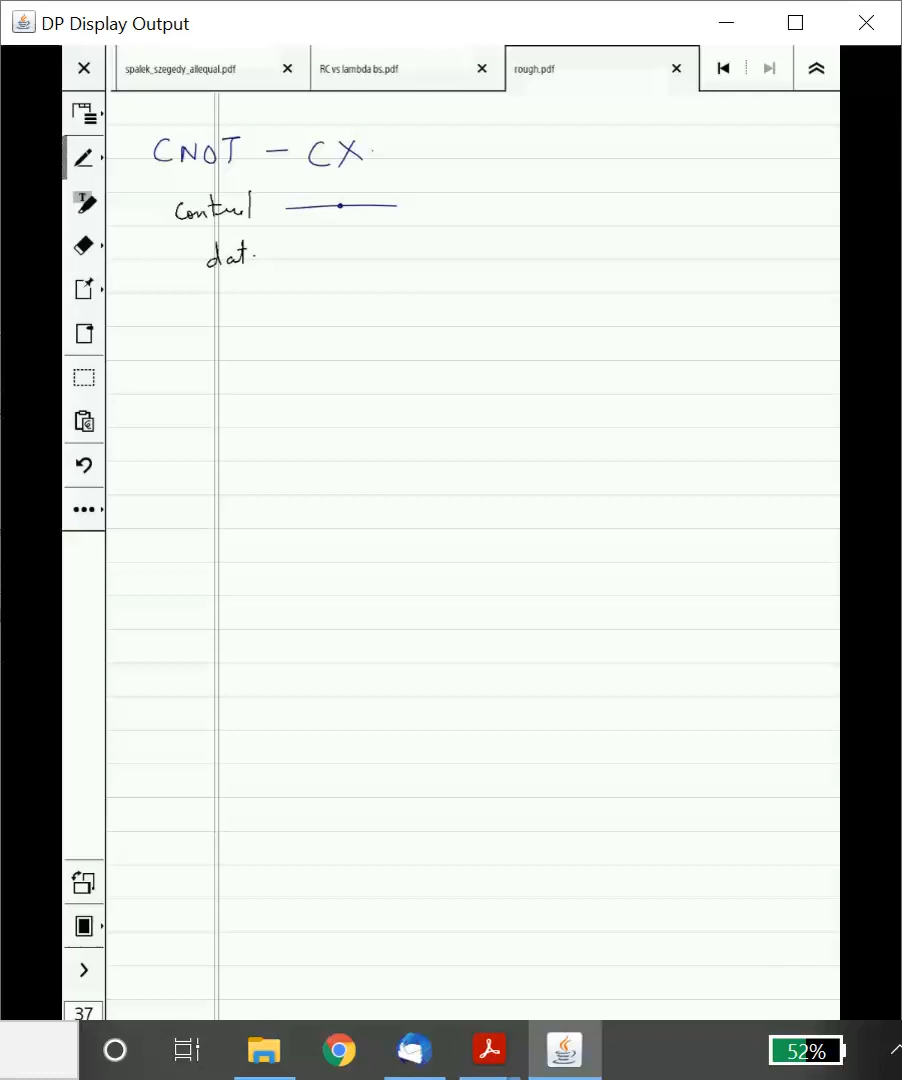 DP Display Output
spalek_szegedy_allequal.pdf
RC vs lambda bs.pdf
rough.pdf
CNOT - CX.
control
dat.
37
52%